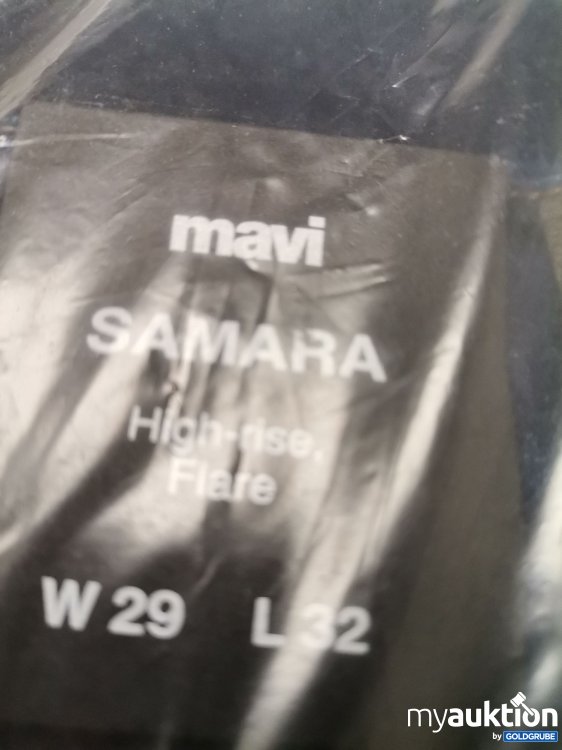 mavi
SAMARA
High-rise,
Flare
W 29 L 32
myauktion
by GOLDGRUBE